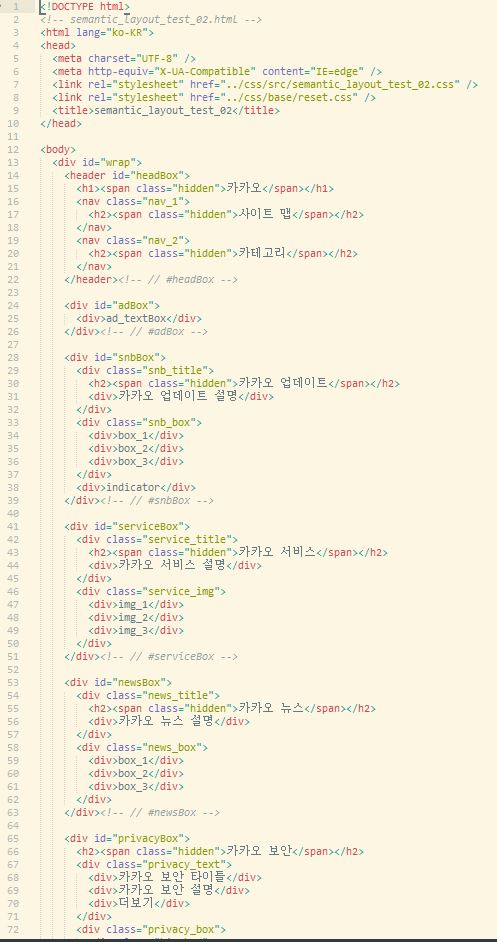 1 <!DOCTYPE html>
2 <!-- semantic_layout_test_02.html -->
3 <html lang="ko-KR">
4 <head>
5 <meta charset="UTF-8" />
6 <meta http-equiv="X-UA-Compatible" content="IE=edge" />
7 <link rel="stylesheet" href="../css/src/semantic_layout_test_02.css" />
8 <link rel="stylesheet" href="../css/base/reset.css" />
9 <title>semantic_layout_test_02</title>
10 </head>
11
12 <body>
13 <div id="wrap">
14 <header id="headBox">
15 <h1><span class="hidden">카카오</span></h1>
16 <nav class="nav_1">
17 <h2><span class="hidden">사이트 맵</span></h2>
18 </nav>
19 <nav class="nav_2">
20 <h2><span class="hidden">카테고리</span></h2>
21 </nav>
22 </header><!-- // #headBox -->
23
24 <div id="adBox">
25 <div>ad_textBox</div>
26 </div><!-- // #adBox -->
27
28 <div id="snbBox">
29 <div class="snb_title">
30 <h2><span class="hidden">카카오 업데이트</span></h2>
31 <div>카카오 업데이트 설명</div>
32 </div>
33 <div class="snb_box">
34 <div>box_1</div>
35 <div>box_2</div>
36 <div>box_3</div>
37 </div>
38 <div>indicator</div>
39 </div><!-- // #snbBox -->
40
41 <div id="serviceBox">
42 <div class="service_title">
43 <h2><span class="hidden">카카오 서비스</span></h2>
44 <div>카카오 서비스 설명</div>
45 </div>
46 <div class="service_img">
47 <div>img_1</div>
48 <div>img_2</div>
49 <div>img_3</div>
50 </div>
51 </div><!-- // #serviceBox -->
52
53 <div id="newsBox">
54 <div class="news_title">
55 <h2><span class="hidden">카카오 뉴스</span></h2>
56 <div>카카오 뉴스 설명</div>
57 </div>
58 <div class="news_box">
59 <div>box_1</div>
60 <div>box_2</div>
61 <div>box_3</div>
62 </div>
63 </div><!-- // #newsBox -->
64
65 <div id="privacyBox">
66 <h2><span class="hidden">카카오 보안</span></h2>
67 <div class="privacy_text">
68 <div>카카오 보안 타이틀</div>
69 <div>카카오 보안 설명</div>
70 <div>더보기</div>
71 </div>
72 <div class="privacy_box">